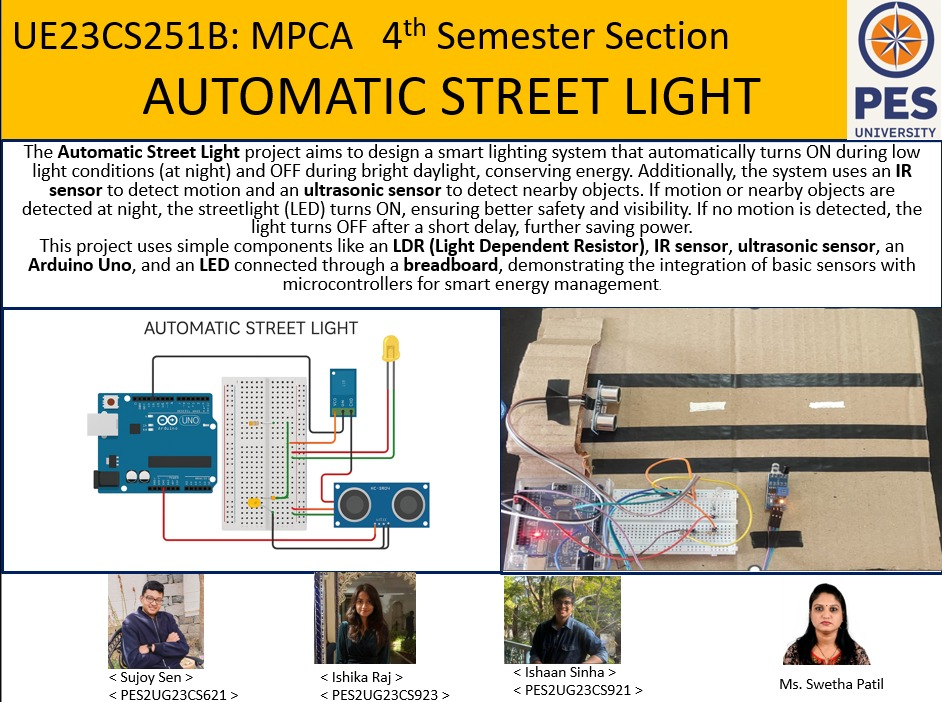 UE23CS251B: MPCA 4th Semester Section
AUTOMATIC STREET LIGHT
PES
UNIVERSITY
The Automatic Street Light project aims to design a smart lighting system that automatically turns ON during low
light conditions (at night) and OFF during bright daylight, conserving energy. Additionally, the system uses an IR
sensor to detect motion and an ultrasonic sensor to detect nearby objects. If motion or nearby objects are
detected at night, the streetlight (LED) turns ON, ensuring better safety and visibility. If no motion is detected, the
light turns OFF after a short delay, further saving power.
This project uses simple components like an LDR (Light Dependent Resistor), IR sensor, ultrasonic sensor, an
Arduino Uno, and an LED connected through a breadboard, demonstrating the integration of basic sensors with
microcontrollers for smart energy management.
AUTOMATIC STREET LIGHT
UNO
Arduino
HC-SR04
< Sujoy Sen >
< PES2UG23CS621 >
< Ishika Raj >
< PES2UG23CS923 >
< Ishaan Sinha >
< PES2UG23CS921 >
Ms. Swetha Patil